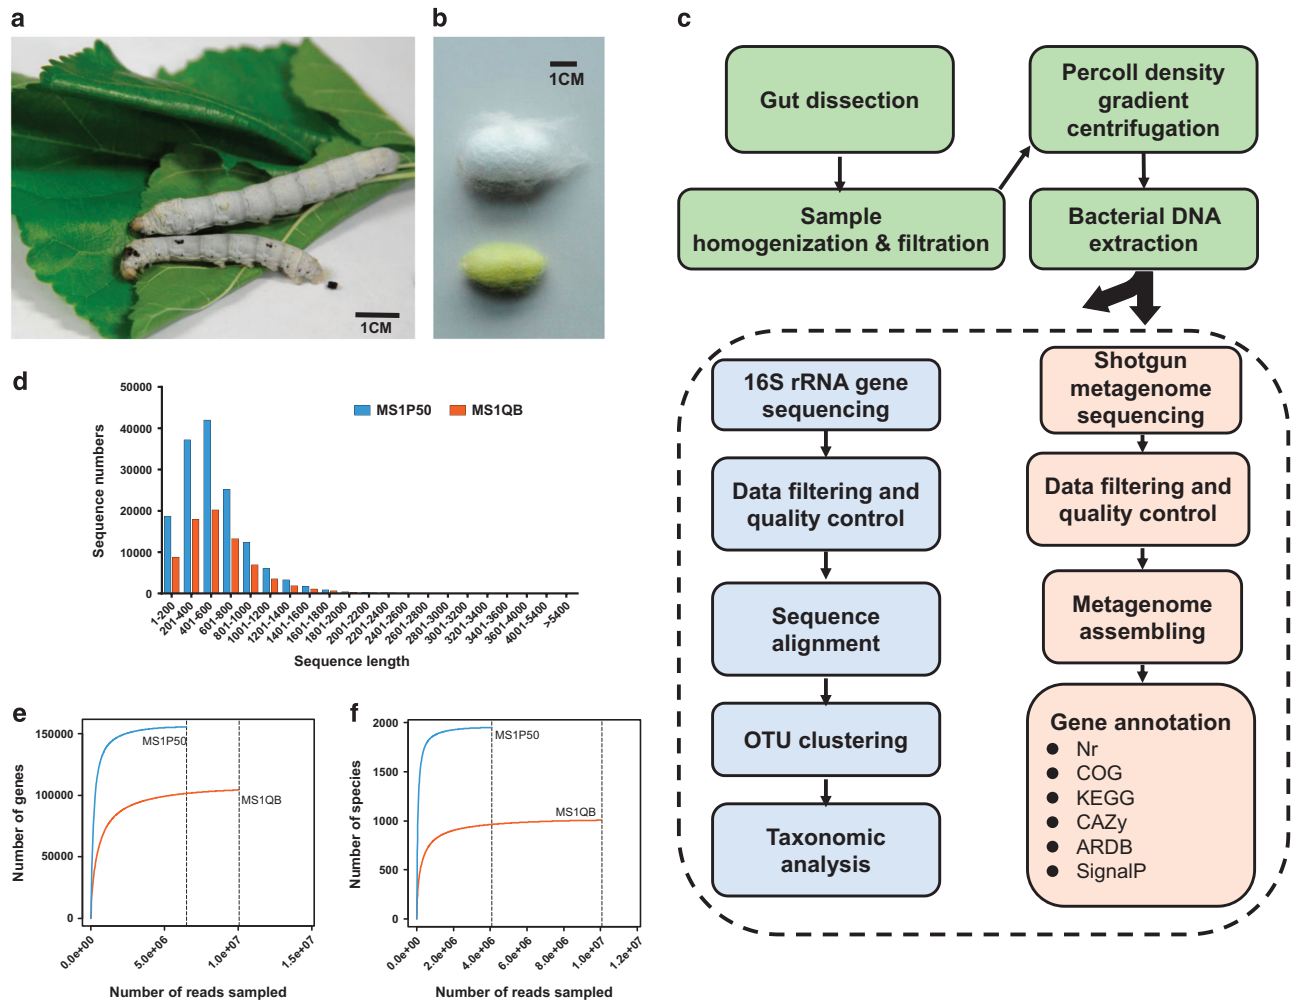 a
b
c
1CM
1CM
Gut dissection
Percoll density
gradient
centrifugation
Sample
homogenization & filtration
Bacterial DNA
extraction
16S rRNA gene
sequencing
Data filtering and
quality control
Sequence
alignment
OTU clustering
Taxonomic
analysis
Shotgun
metagenome
sequencing
Data filtering and
quality control
Metagenome
assembling
Gene annotation
● Nr
● COG
● KEGG
● CAZy
● ARDB
● SignalP
d
50000
40000
30000
20000
10000
0
Sequence numbers
MS1P50
MS1QB
1-200
201-400
401-600
601-800
801-1000
1001-1200
1201-1400
1401-1600
1601-1800
1801-2000
2001-2200
2201-2400
2401-2600
2601-2800
2801-3000
3001-3200
3201-3400
3401-3600
3601-4000
4001-5400
>5400
Sequence length
e
150000
100000
50000
0
Number of genes
MS1P50
MS1QB
0.0e+00
5.0e+06
1.0e+07
1.5e+07
Number of reads sampled
f
2000
1500
1000
500
0
Number of species
MS1P50
MS1QB
0.0e+00
2.0e+06
4.0e+06
6.0e+06
8.0e+06
1.0e+07
1.2e+07
Number of reads sampled